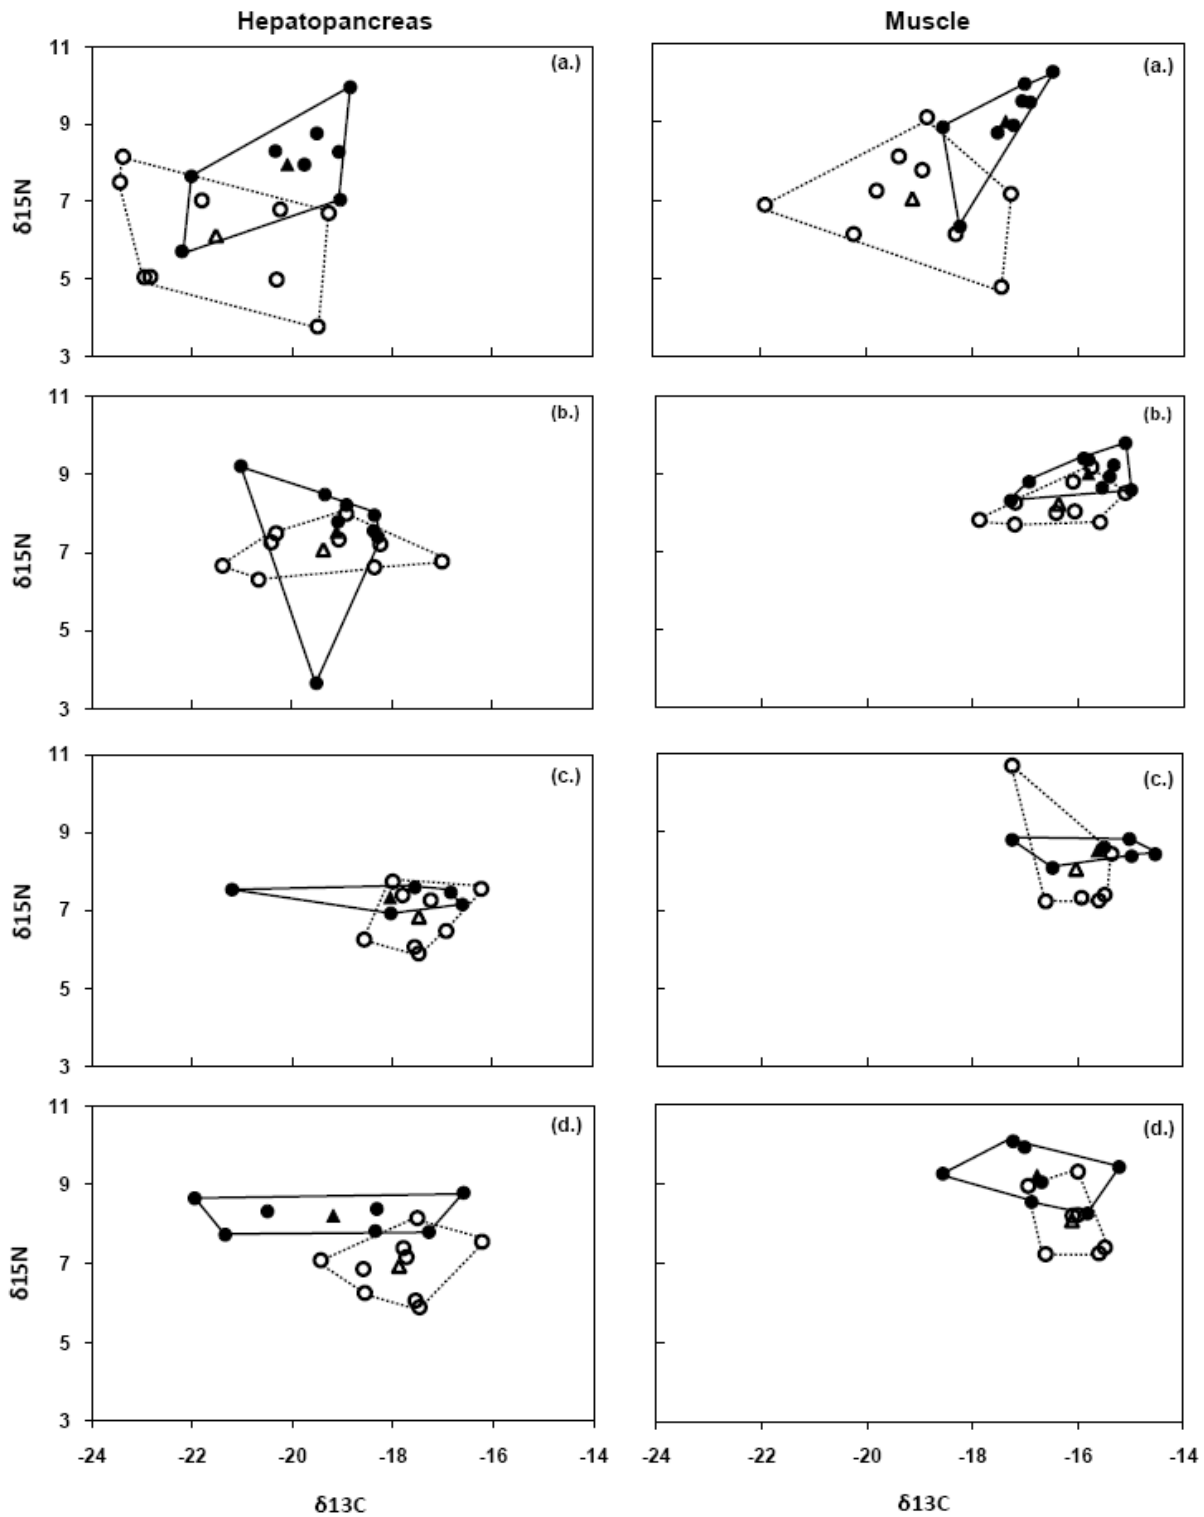 Hepatopancreas Muscle
11 (a.) (a.)
9
7
δ15N
5
3
11 (b.) (b.)
9
7
δ15N
5
3
11 (c.) (c.)
9
7
δ15N
5
3
11 (d.) (d.)
9
7
δ15N
5
3
-24 -22 -20 -18 -16 -14 -24 -22 -20 -18 -16 -14
δ13C δ13C